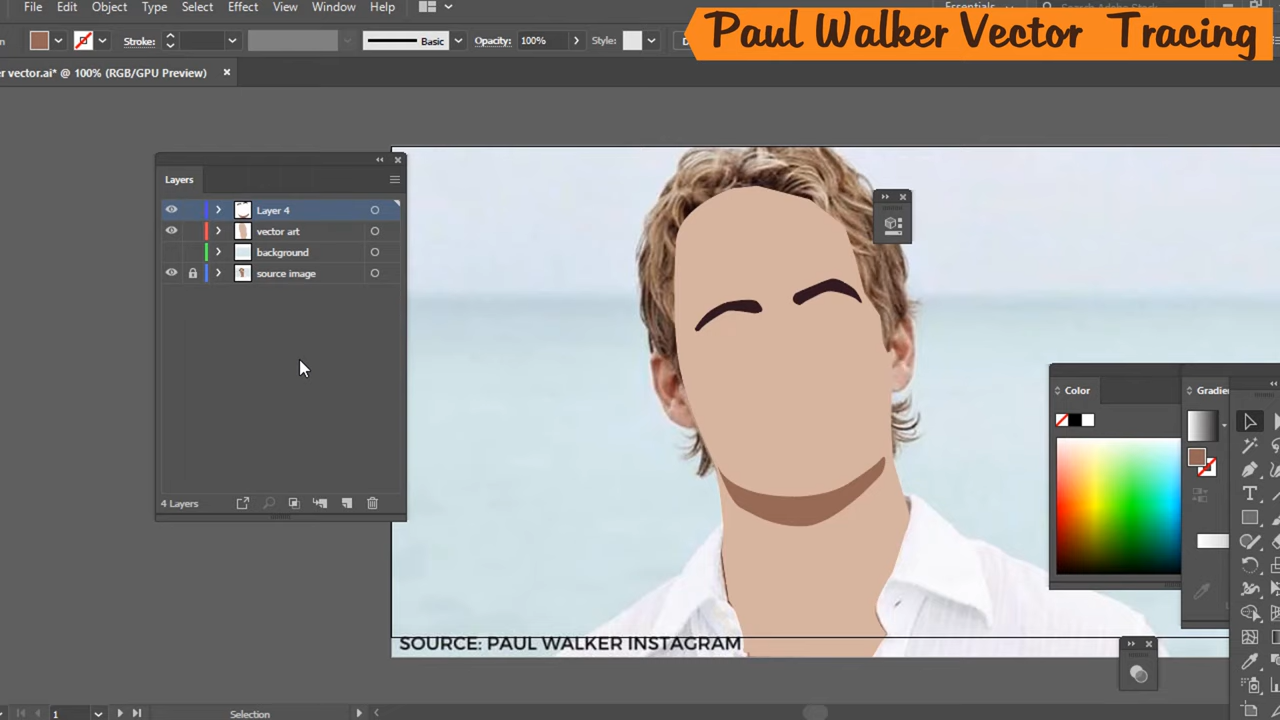 File Edit Object Type Select Effect View Window Help
Essentials
Paul Walker Vector Tracing
Stroke: Basic Opacity: 100% Style:
er vector.ai* @ 100% (RGB/GPU Preview) ×
Layers
Layer 4
vector art
background
source image
4 Layers
Color
Gradie
SOURCE: PAUL WALKER INSTAGRAM
1 Selection